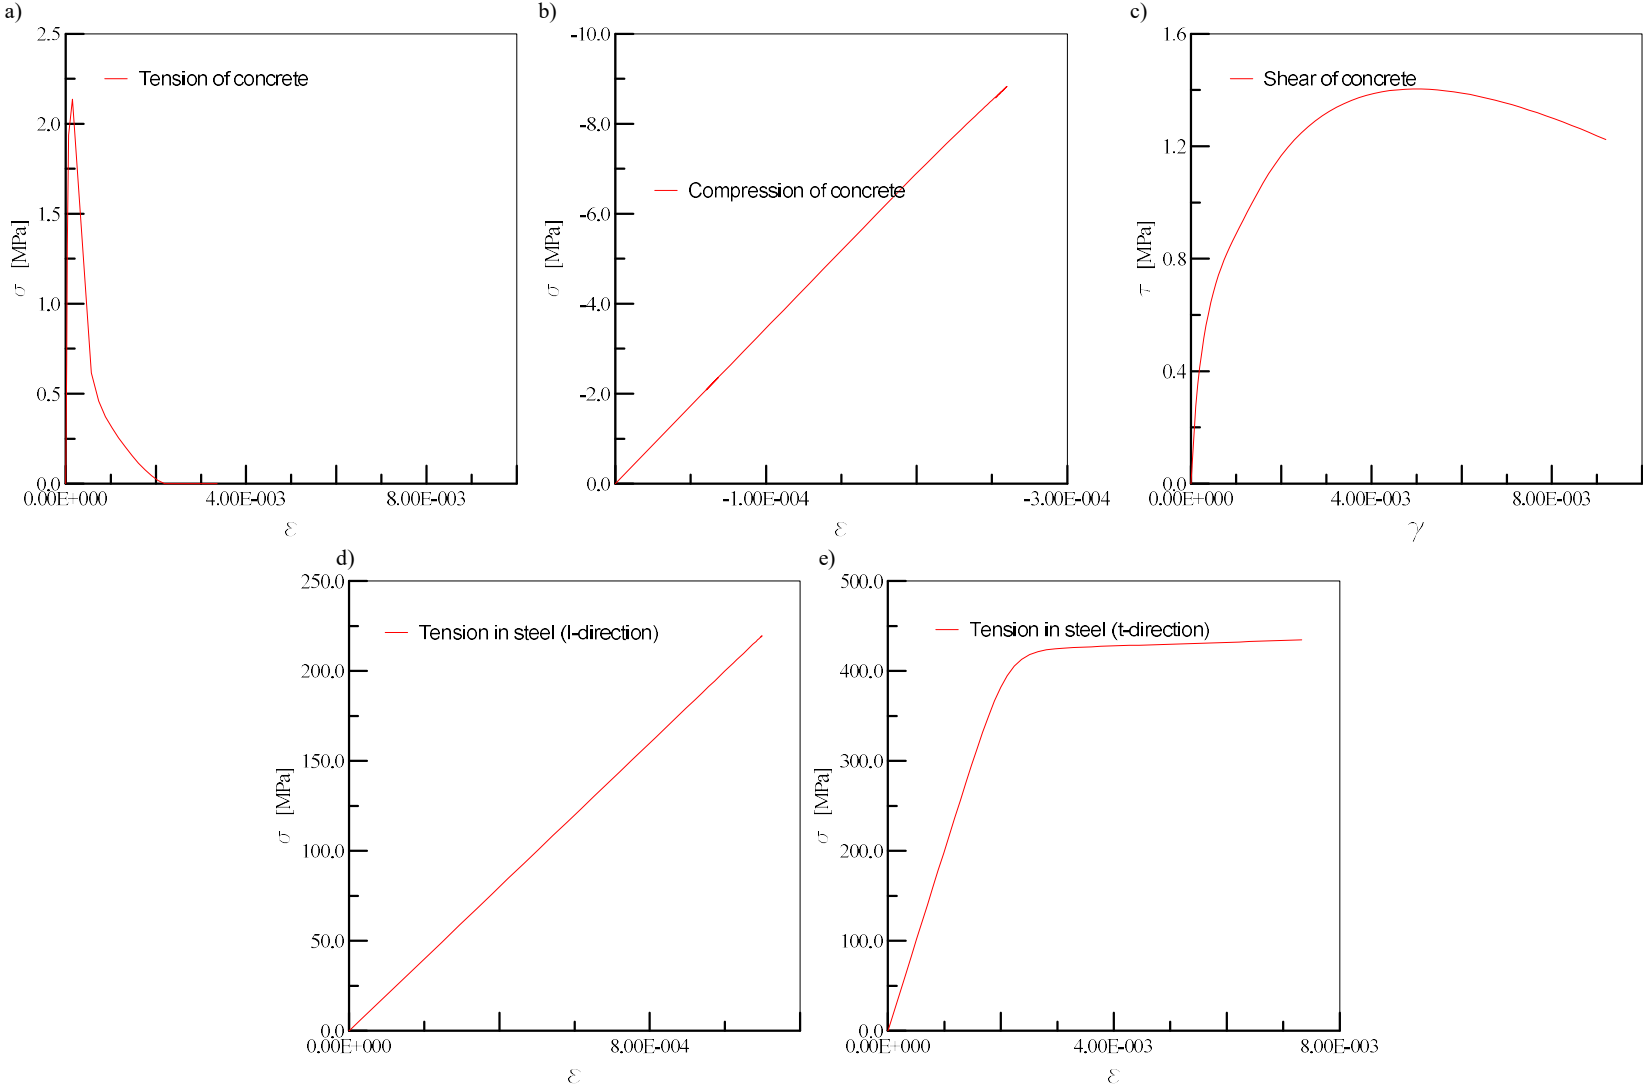 a)
2.5
2.0
1.5
1.0
0.5
0.0
σ [MPa]
Tension of concrete
0.00E+000 4.00E-003 8.00E-003
ε
b)
-10.0
-8.0
-6.0
-4.0
-2.0
0.0
σ [MPa]
Compression of concrete
-1.00E-004 -3.00E-004
ε
c)
1.6
1.2
0.8
0.4
0.0
τ [MPa]
Shear of concrete
0.00E+000 4.00E-003 8.00E-003
γ
d)
250.0
200.0
150.0
100.0
50.0
0.0
σ [MPa]
Tension in steel (l-direction)
0.00E+000 8.00E-004
ε
e)
500.0
400.0
300.0
200.0
100.0
0.0
σ [MPa]
Tension in steel (t-direction)
0.00E+000 4.00E-003 8.00E-003
ε